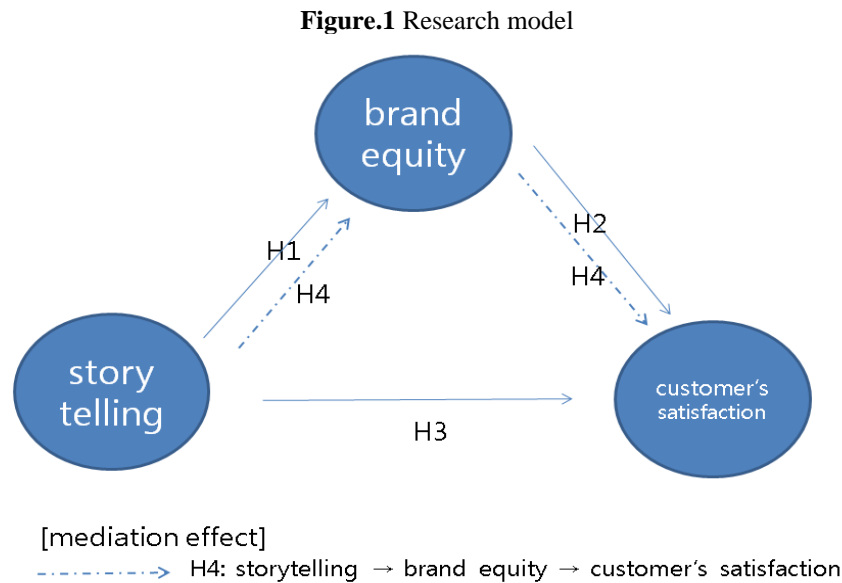 Figure.1 Research model
brand
equity
H1
H4
H2
H4
story
telling
customer's
satisfaction
H3
[mediation effect]
H4: storytelling → brand equity → customer's satisfaction